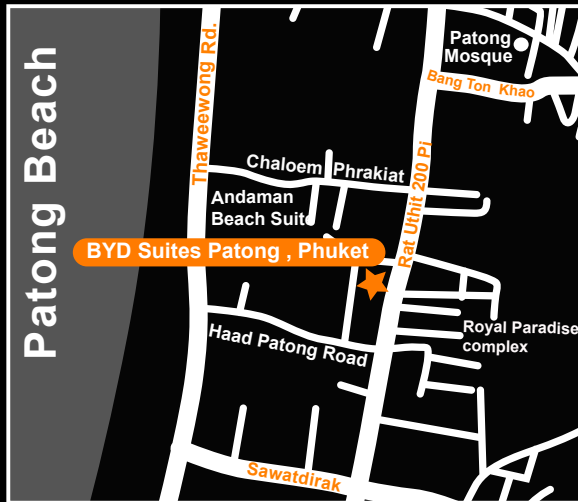 Patong Beach
Thaweewong Rd.
Patong
Mosque
Bang Ton Khao
Chaloem Phrakiat
Rat Uthit 200 Pi
Andaman
Beach Suite
BYD Suites Patong , Phuket
Haad Patong Road
Royal Paradise
complex
Sawatdirak